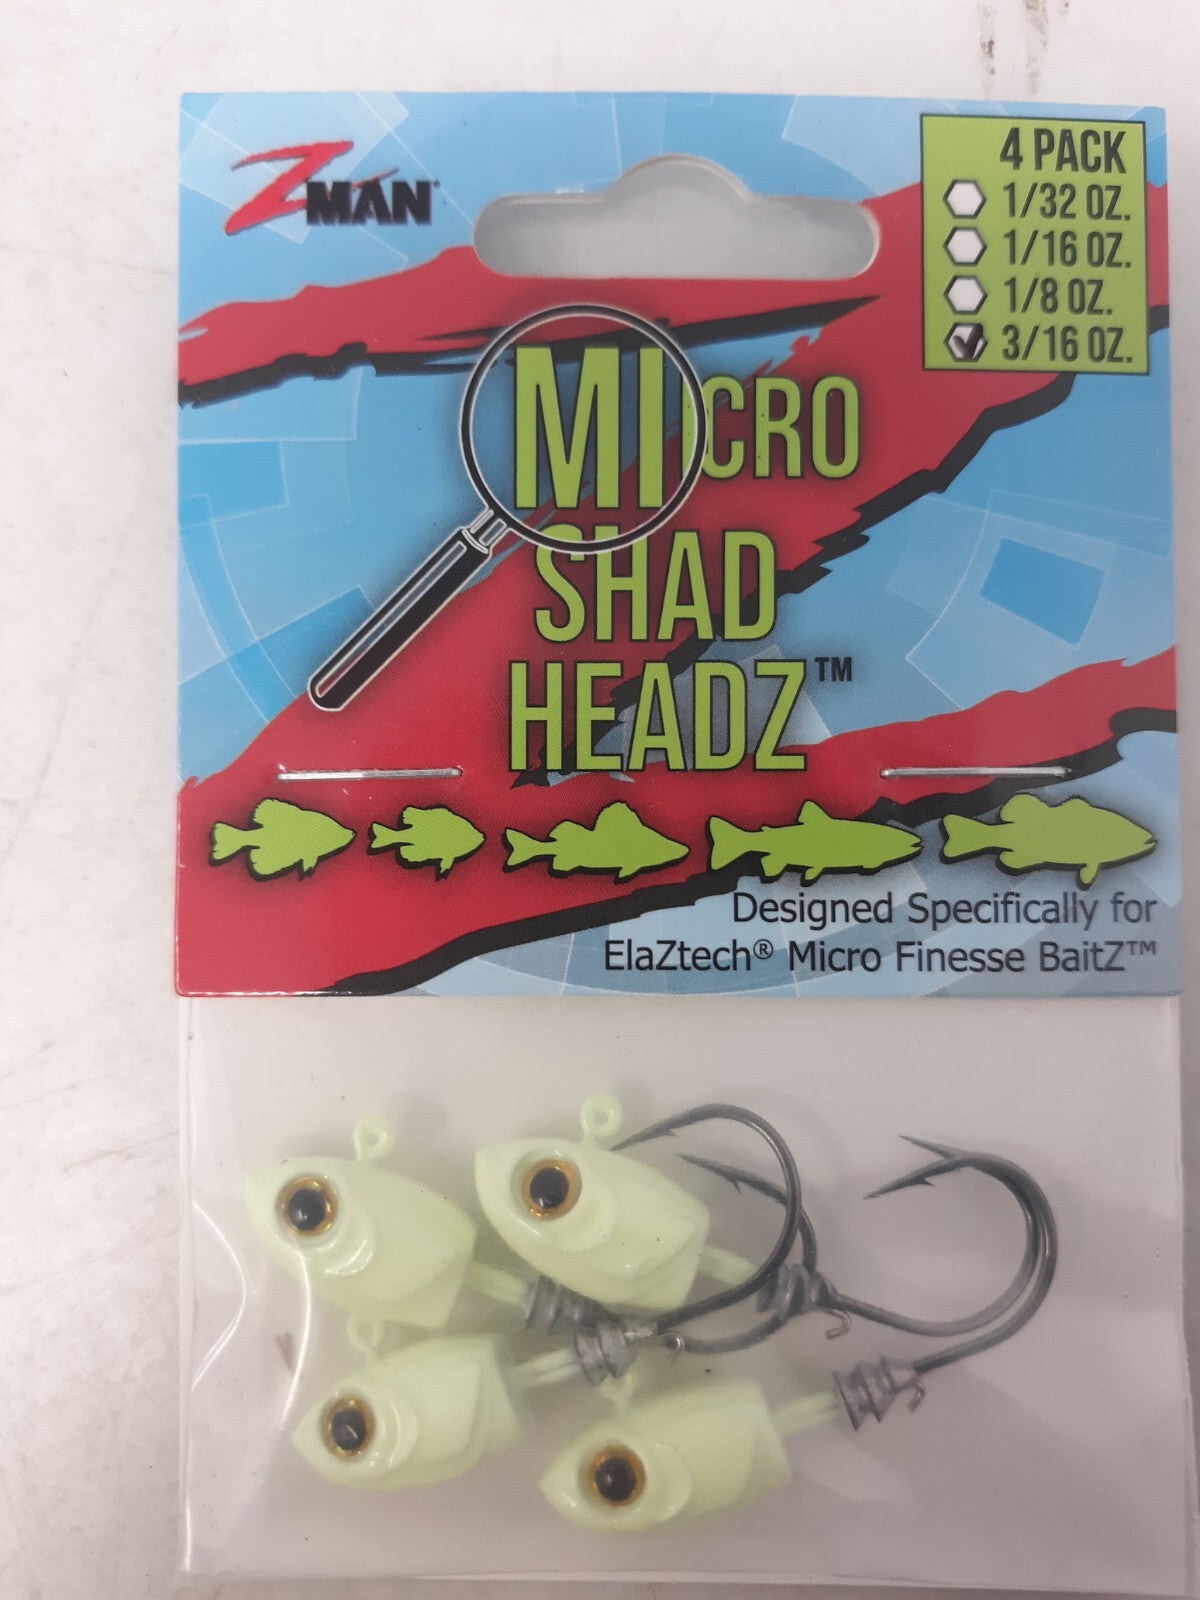 ZMAN®
4 PACK
1/32 OZ.
1/16 OZ.
1/8 OZ.
3/16 OZ.
MICRO
SHAD
HEADZ™
Designed Specifically for
ElaZtech® Micro Finesse BaitZ™